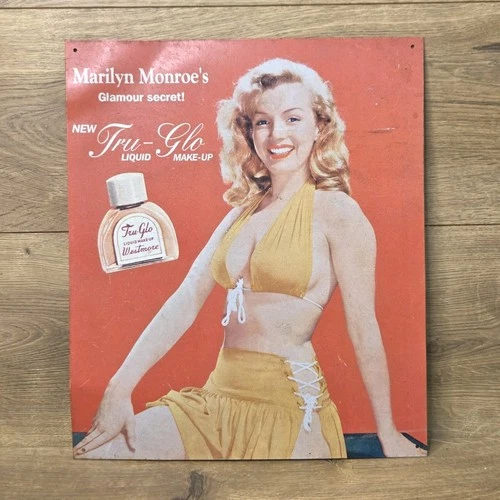 Marilyn Monroe's
Glamour secret!
NEW
Tru-Glo
LIQUID MAKE-UP
Tru-Glo
LIQUID MAKE-UP
Westmore